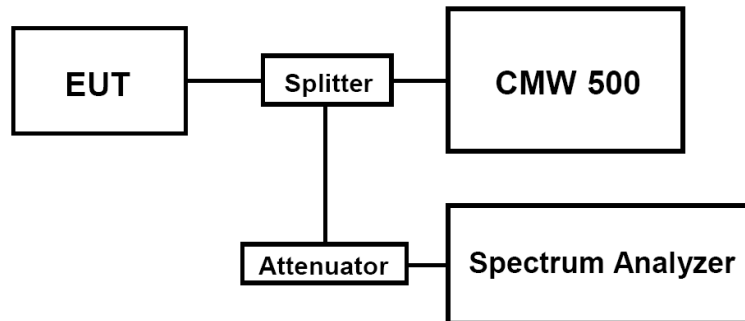 EUT
Splitter
CMW 500
Attenuator
Spectrum Analyzer